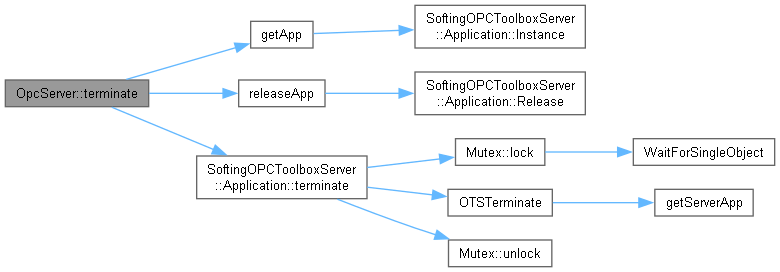 OpcServer::terminate
getApp
SoftingOPCToolboxServer
::Application::Instance
releaseApp
SoftingOPCToolboxServer
::Application::Release
SoftingOPCToolboxServer
::Application::terminate
Mutex::lock
WaitForSingleObject
OTSTerminate
getServerApp
Mutex::unlock